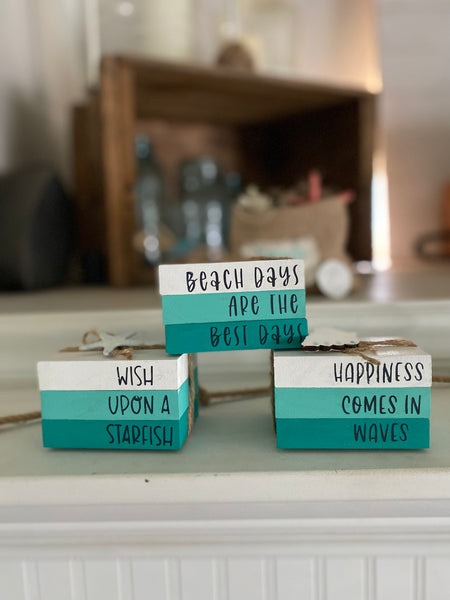 BEACH DAYS
ARE THE
BEST DAYS
WISH
UPON A
STARFISH
HAPPINESS
COMES IN
WAVES